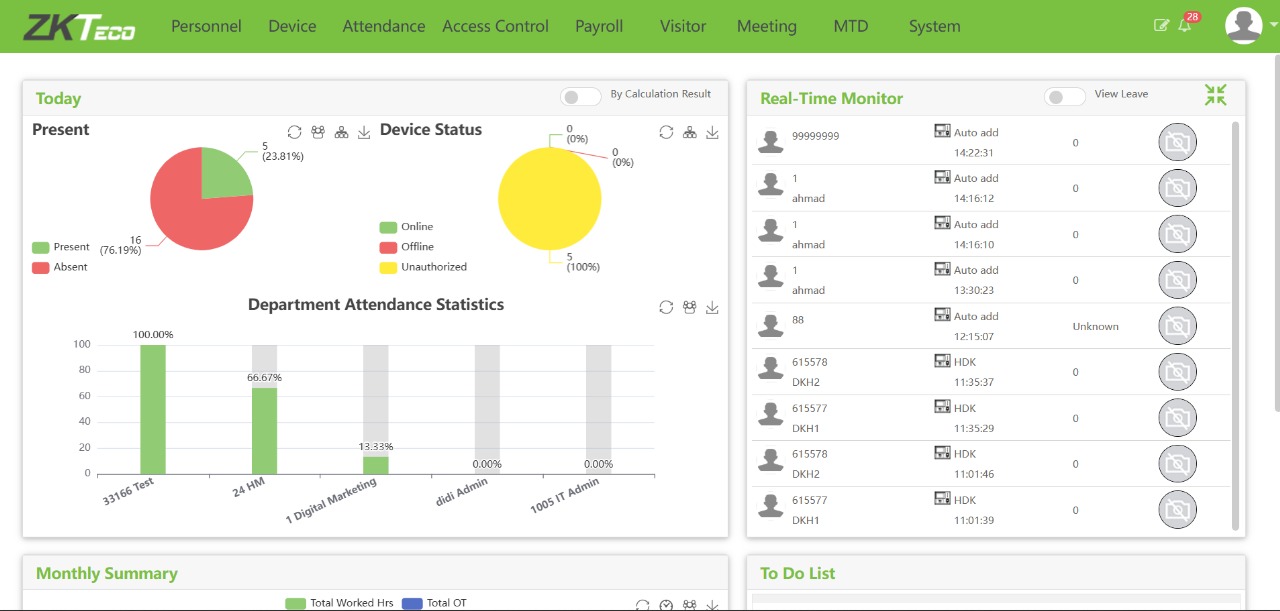 ZKTECO Personnel Device Attendance Access Control Payroll Visitor Meeting MTD System 28
Today By Calculation Result
Present
5
(23.81%)
16
(76.19%)
Present
Absent
Device Status
0
(0%)
0
(0%)
5
(100%)
Online
Offline
Unauthorized
Department Attendance Statistics
100
80
60
40
20
0
100.00%
66.67%
13.33%
0.00%
0.00%
33166 Test
24 HM
1 Digital Marketing
didi Admin
1005 IT Admin
Real-Time Monitor View Leave
99999999 Auto add 0
14:22:31
1 Auto add 0
ahmad 14:16:12
1 Auto add 0
ahmad 14:16:10
1 Auto add 0
ahmad 13:30:23
88 Auto add Unknown
12:15:07
615578 HDK 0
DKH2 11:35:37
615577 HDK 0
DKH1 11:35:29
615578 HDK 0
DKH2 11:01:46
615577 HDK 0
DKH1 11:01:39
Monthly Summary
Total Worked Hrs Total OT
To Do List